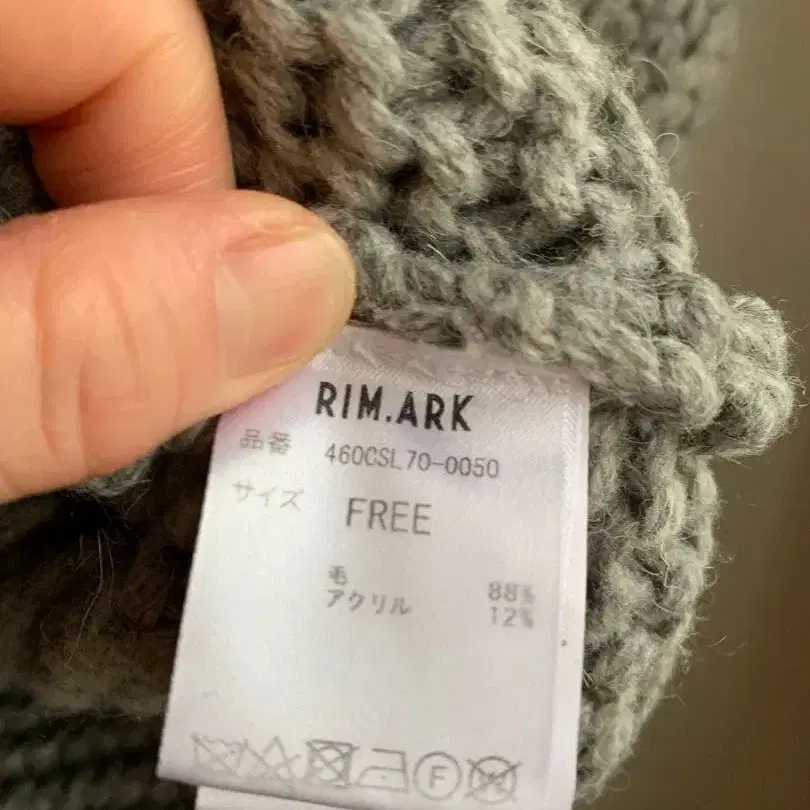 RIM.ARK
品番 460CSL70-0050
サイズ FREE
毛 88%
アクリル 12%
F
W